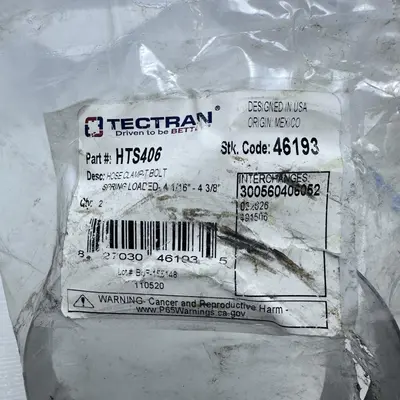 TECTRAN
Driven to be BETTER
DESIGNED IN USA
ORIGIN: MEXICO
Part #: HTS406
Stk. Code: 46193
Desc: HOSE CLAMP-T BOLT
SPRING LOADED, 4 1/16" - 4 3/8"
Qty: 2
INTERCHANGES:
300560406052
491506
8 27030 46193 5
Lot #
110520
WARNING- Cancer and Reproductive Harm -
www.P65Warnings.ca.gov